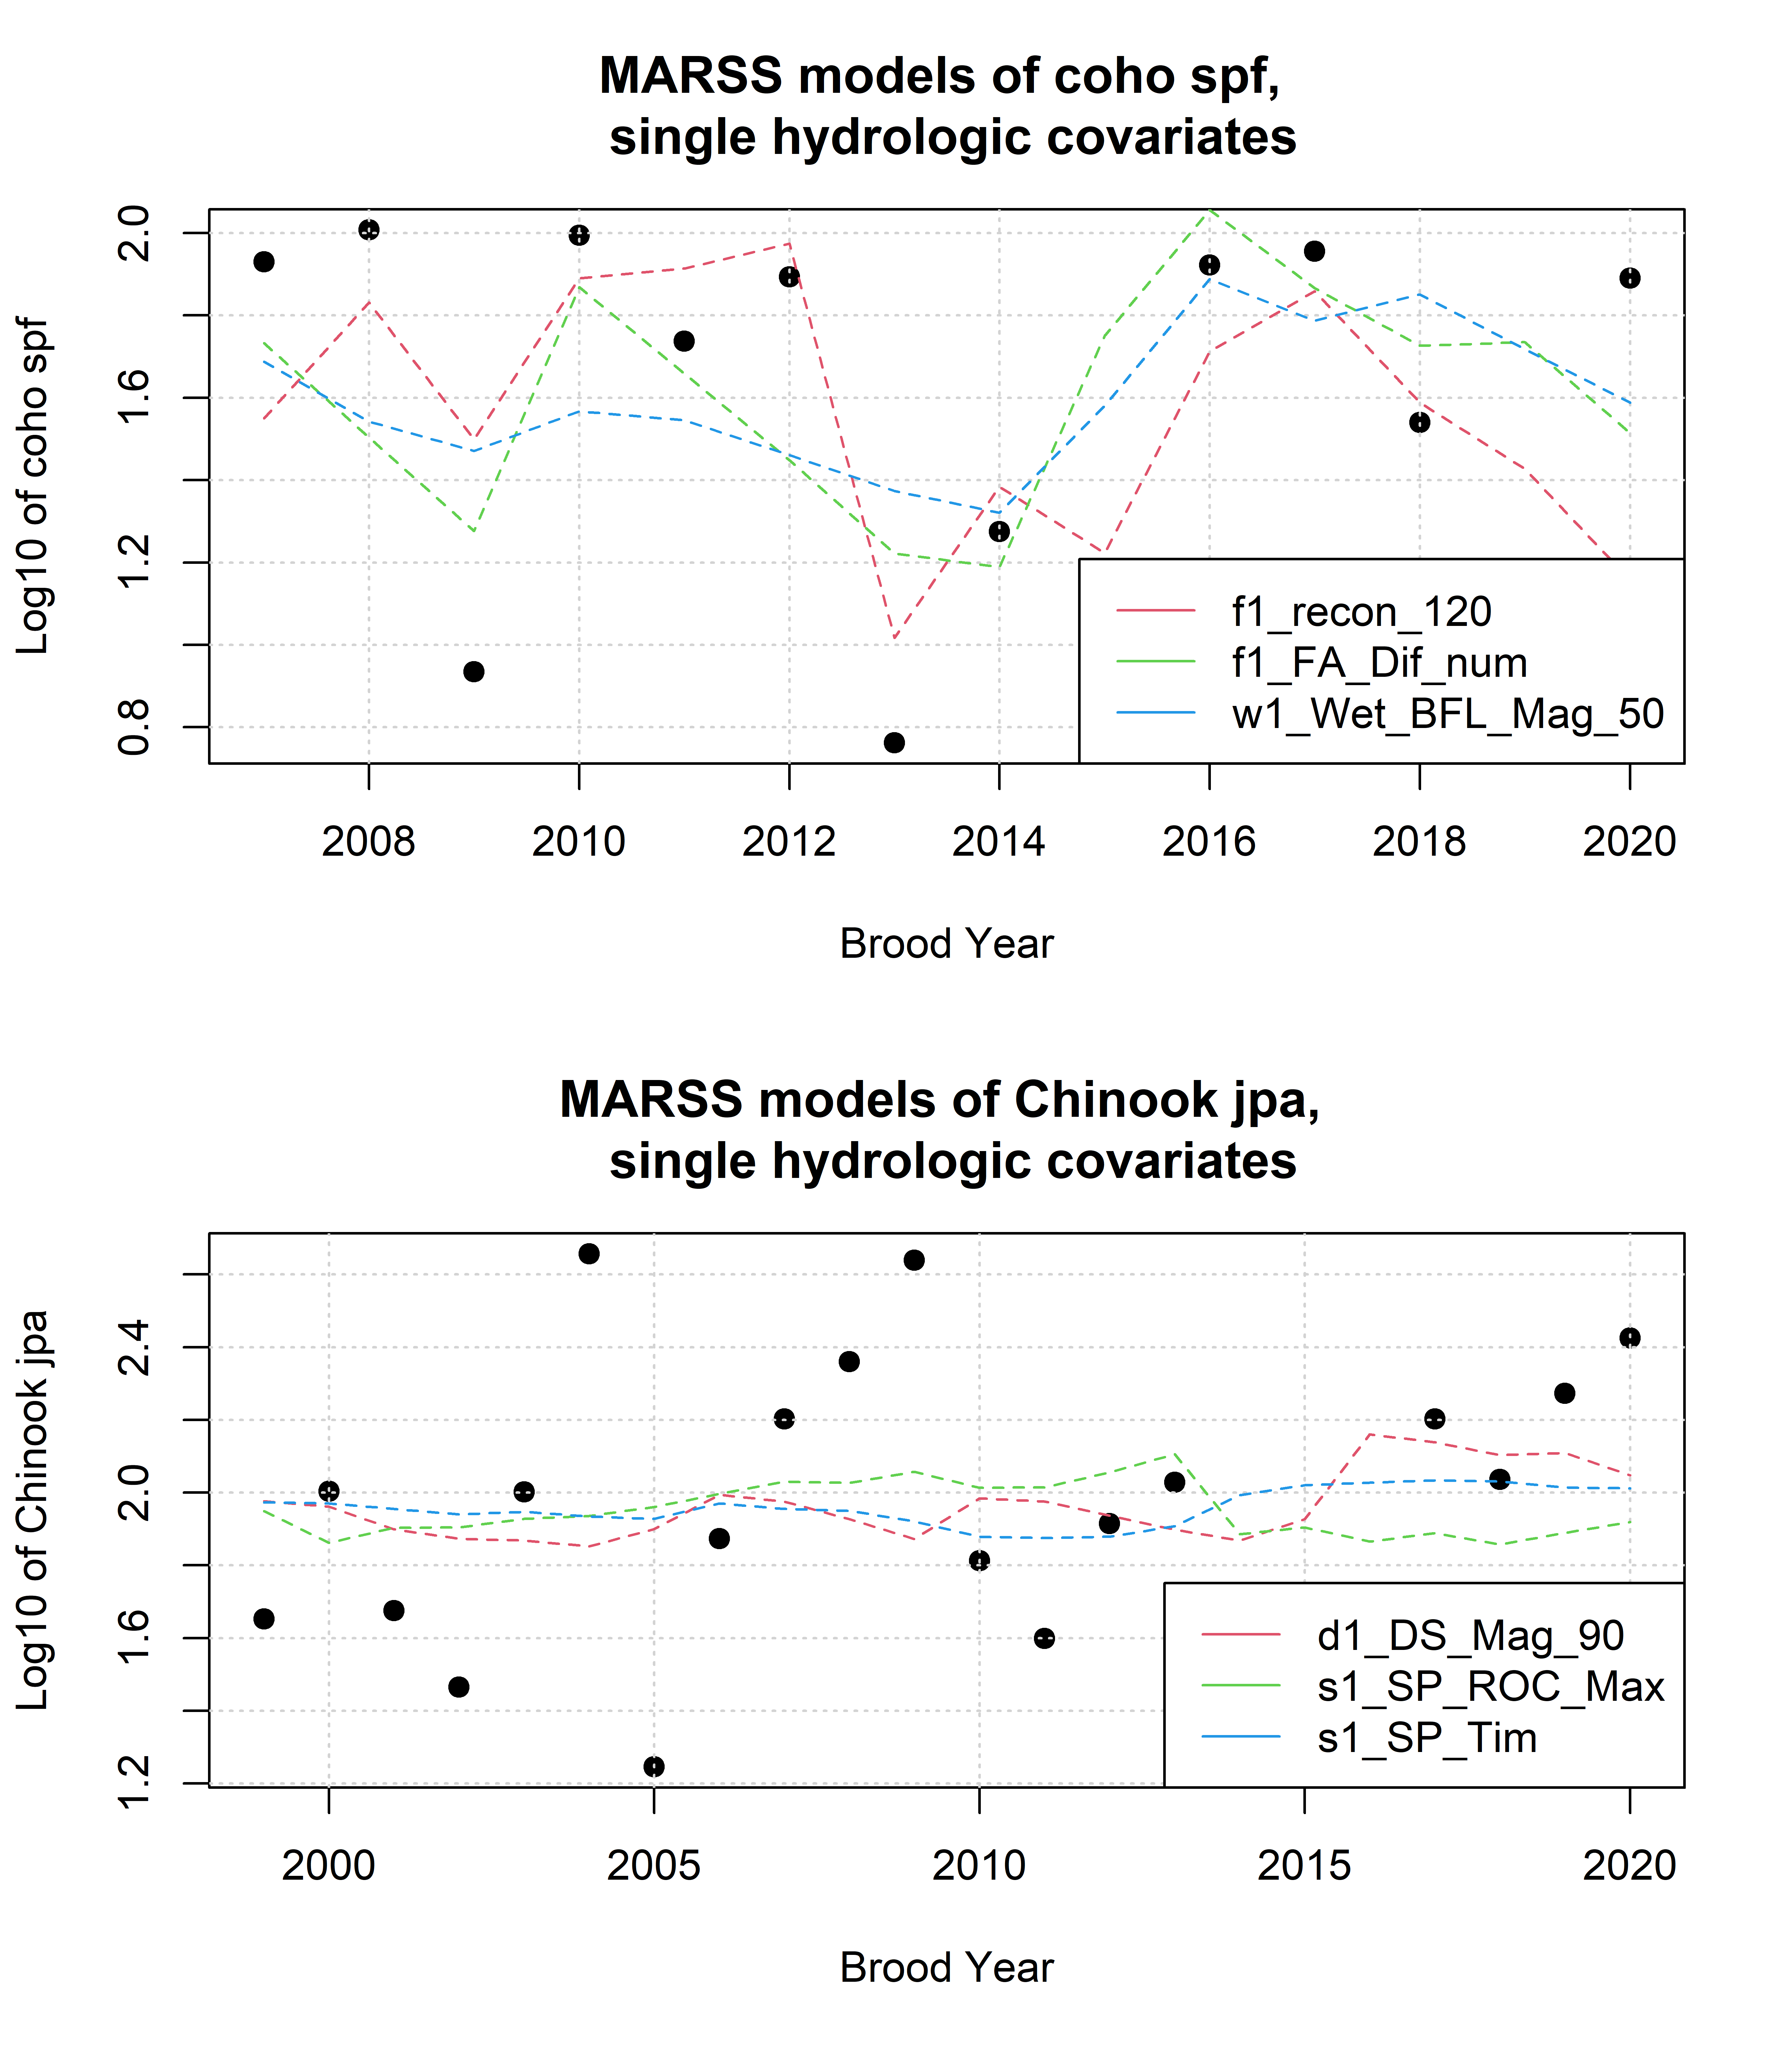 MARSS models of coho spf,
single hydrologic covariates
Log10 of coho spf
2.0
1.6
1.2
0.8
f1_recon_120
f1_FA_Dif_num
w1_Wet_BFL_Mag_50
2008 2010 2012 2014 2016 2018 2020
Brood Year
MARSS models of Chinook jpa,
single hydrologic covariates
Log10 of Chinook jpa
2.4
2.0
1.6
1.2
d1_DS_Mag_90
s1_SP_ROC_Max
s1_SP_Tim
2000 2005 2010 2015 2020
Brood Year